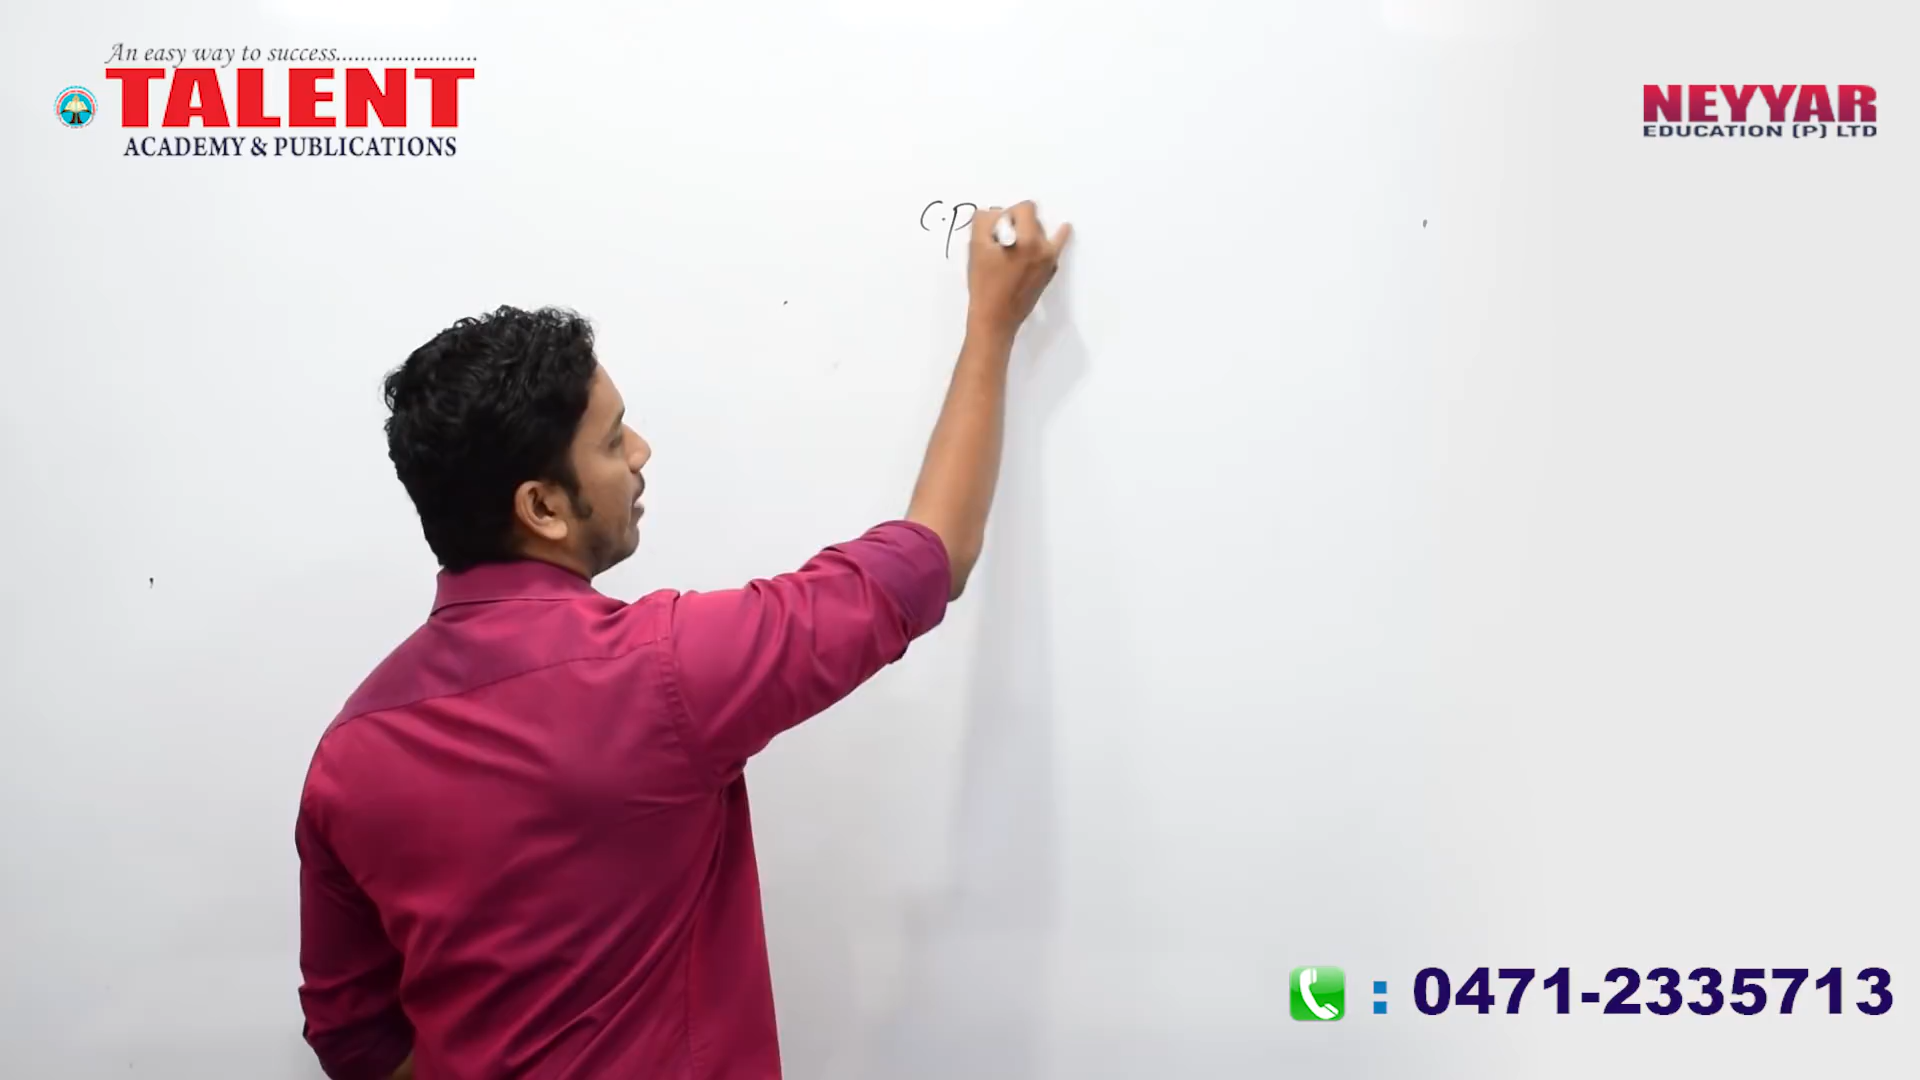 An easy way to success.......................
TALENT
ACADEMY & PUBLICATIONS
NEYYAR
EDUCATION (P) LTD
C.P
: 0471-2335713